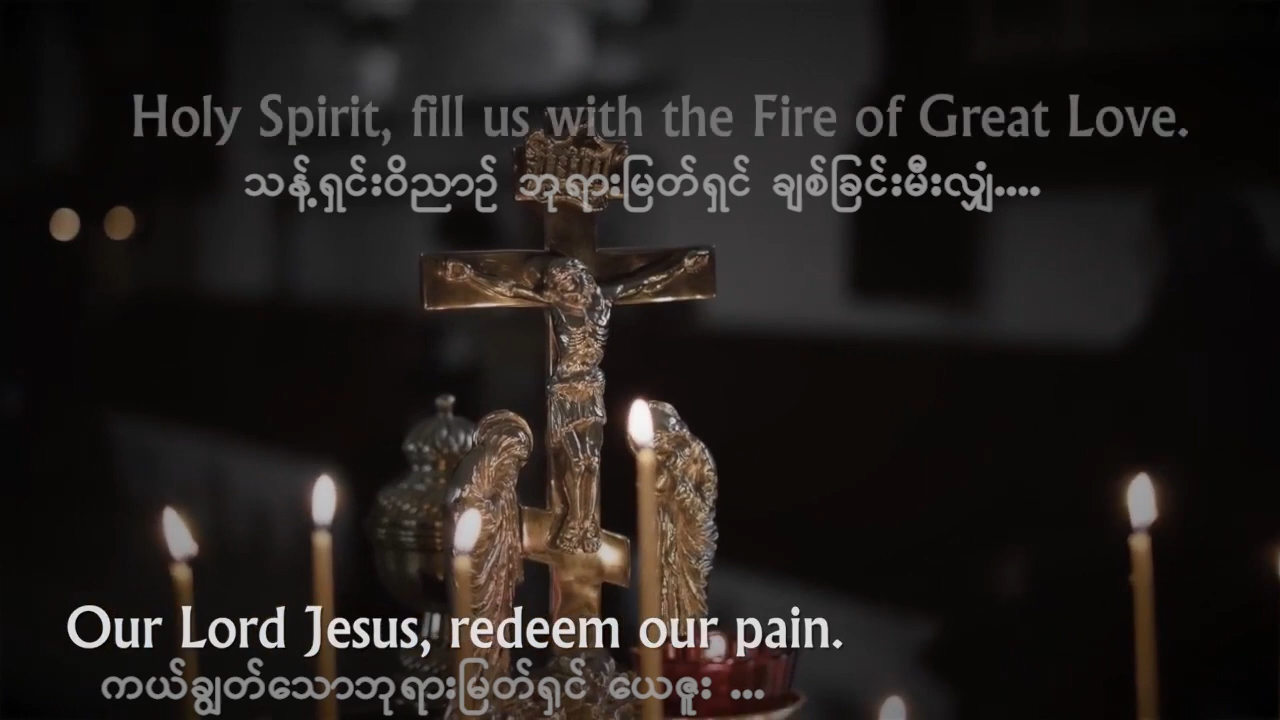 Holy Spirit, fill us with the Fire of Great Love.
သန့်ရှင်းဝိညာဉ် ဘုရားမြတ်ရှင် ချစ်ခြင်းမီးလျှံ....
Our Lord Jesus, redeem our pain.
ကယ်ချွတ်သောဘုရားမြတ်ရှင် ယေဇူး ...